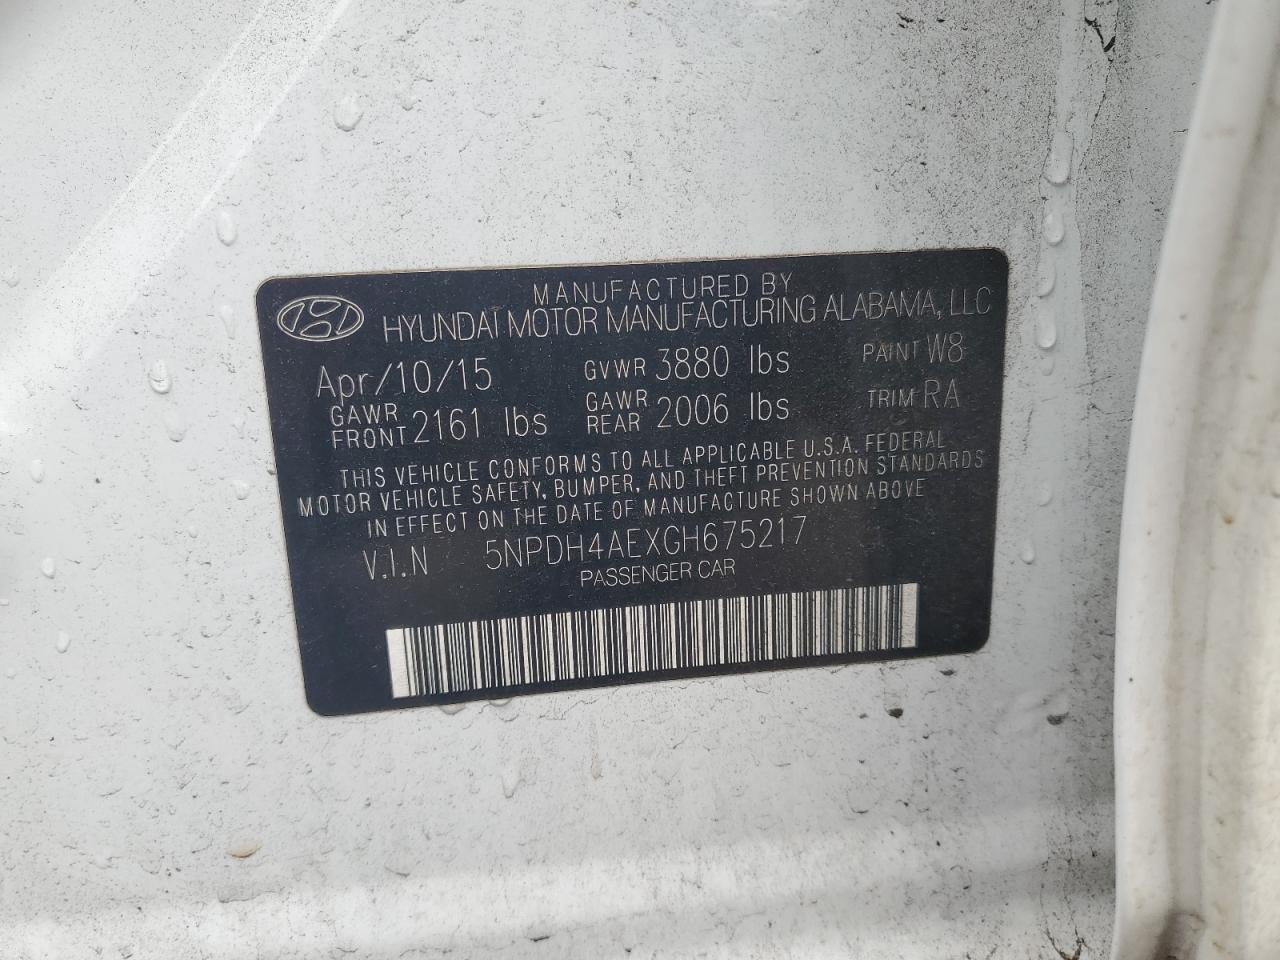 MANUFACTURED BY
HYUNDAI MOTOR MANUFACTURING ALABAMA, LLC
Apr/10/15 GVWR 3880 lbs PAINT W8
GAWR FRONT 2161 lbs GAWR REAR 2006 lbs TRIM RA
THIS VEHICLE CONFORMS TO ALL APPLICABLE U.S.A. FEDERAL
MOTOR VEHICLE SAFETY, BUMPER, AND THEFT PREVENTION STANDARDS
IN EFFECT ON THE DATE OF MANUFACTURE SHOWN ABOVE
V.I.N 5NPDH4AEXGH675217
PASSENGER CAR